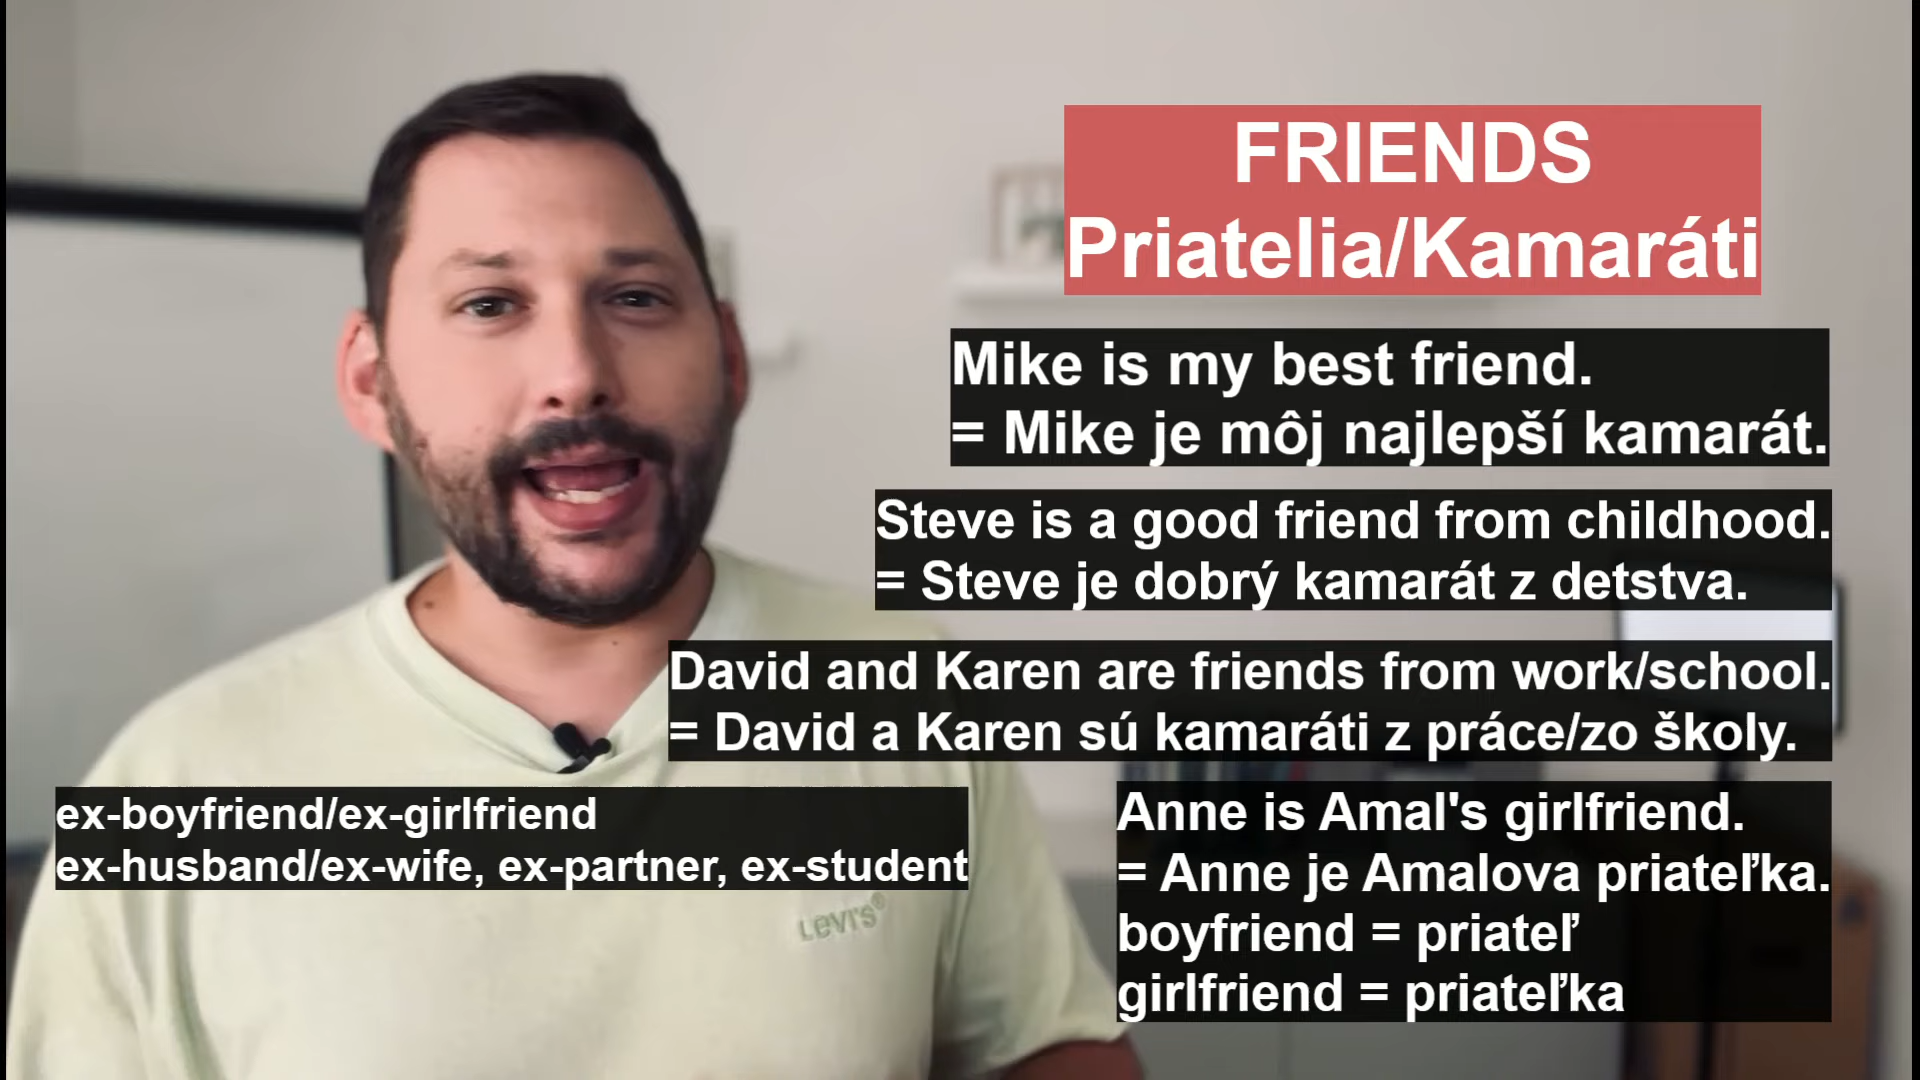 FRIENDS
Priatelia/Kamaráti
Mike is my best friend.
= Mike je môj najlepší kamarát.
Steve is a good friend from childhood.
= Steve je dobrý kamarát z detstva.
David and Karen are friends from work/school.
= David a Karen sú kamaráti z práce/zo školy.
ex-boyfriend/ex-girlfriend
ex-husband/ex-wife, ex-partner, ex-student
Anne is Amal's girlfriend.
= Anne je Amalova priateľka.
boyfriend = priateľ
girlfriend = priateľka
LEVI'S®